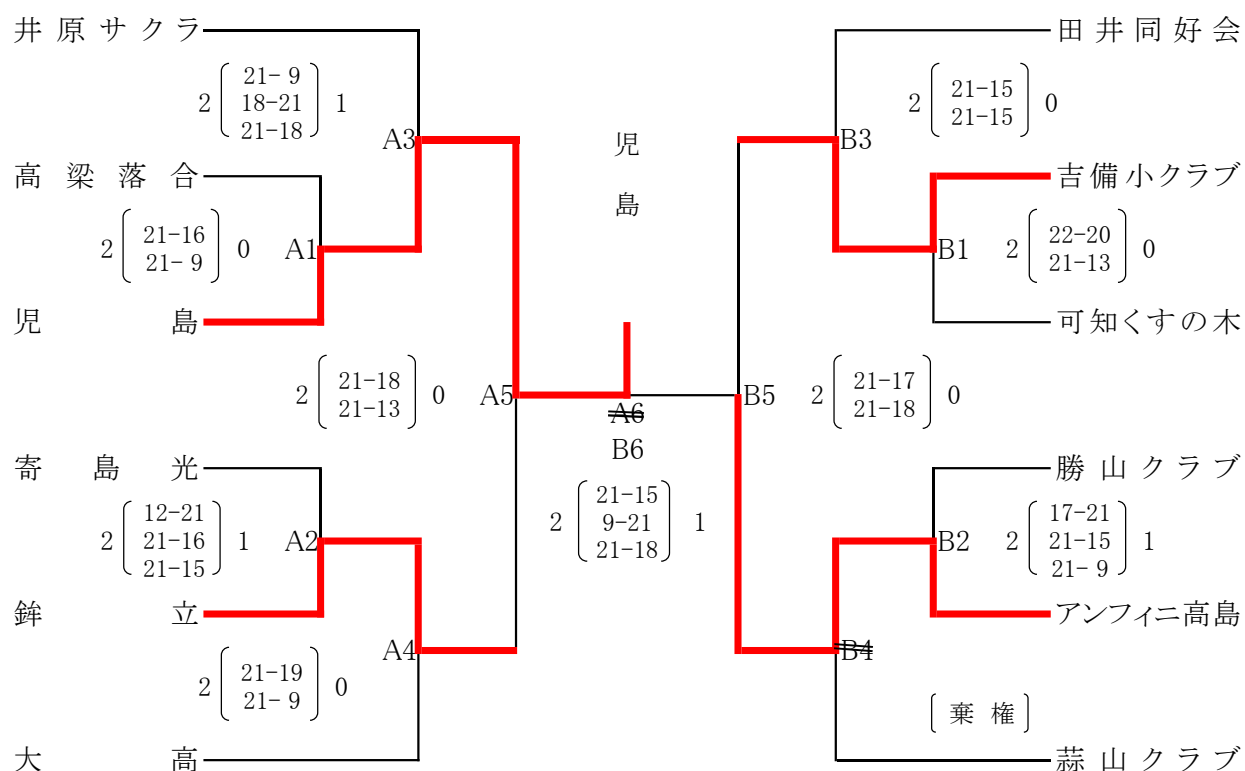 井原サクラ
田井同好会
2 21- 9 1
18-21
21-18
2 21-15 0
21-15
A3
児島
B3
高梁落合
吉備小クラブ
2 21-16 0
21- 9
A1
B1
2 22-20 0
21-13
児島
可知くすの木
2 21-18 0
21-13
A5
A6
B6
B5
2 21-17 0
21-18
寄島光
勝山クラブ
2 12-21 1
21-16
21-15
A2
2 21-15 1
9-21
21-18
B2
2 17-21 1
21-15
21- 9
鉾立
アンフィニ高島
A4
B4
2 21-19 0
21- 9
[棄権]
大高
蒜山クラブ